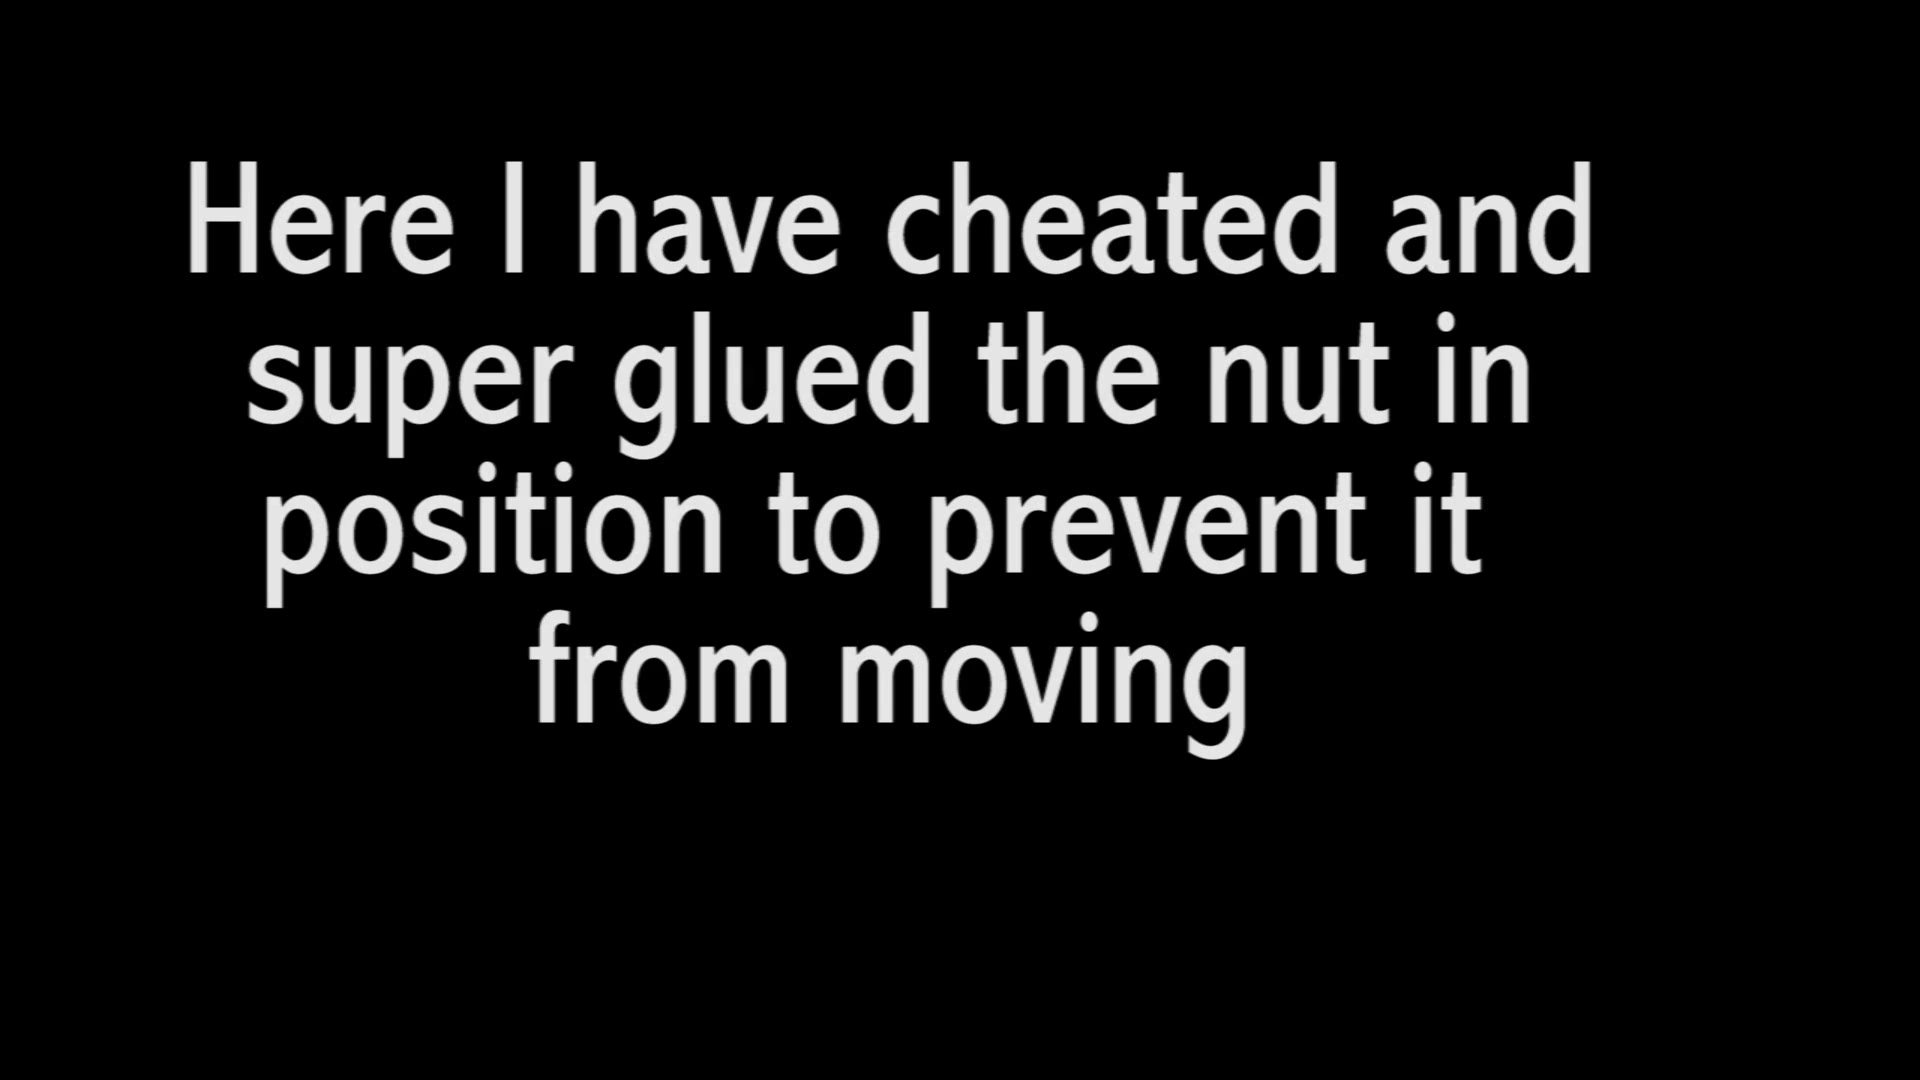 Here I have cheated and
super glued the nut in
position to prevent it
from moving